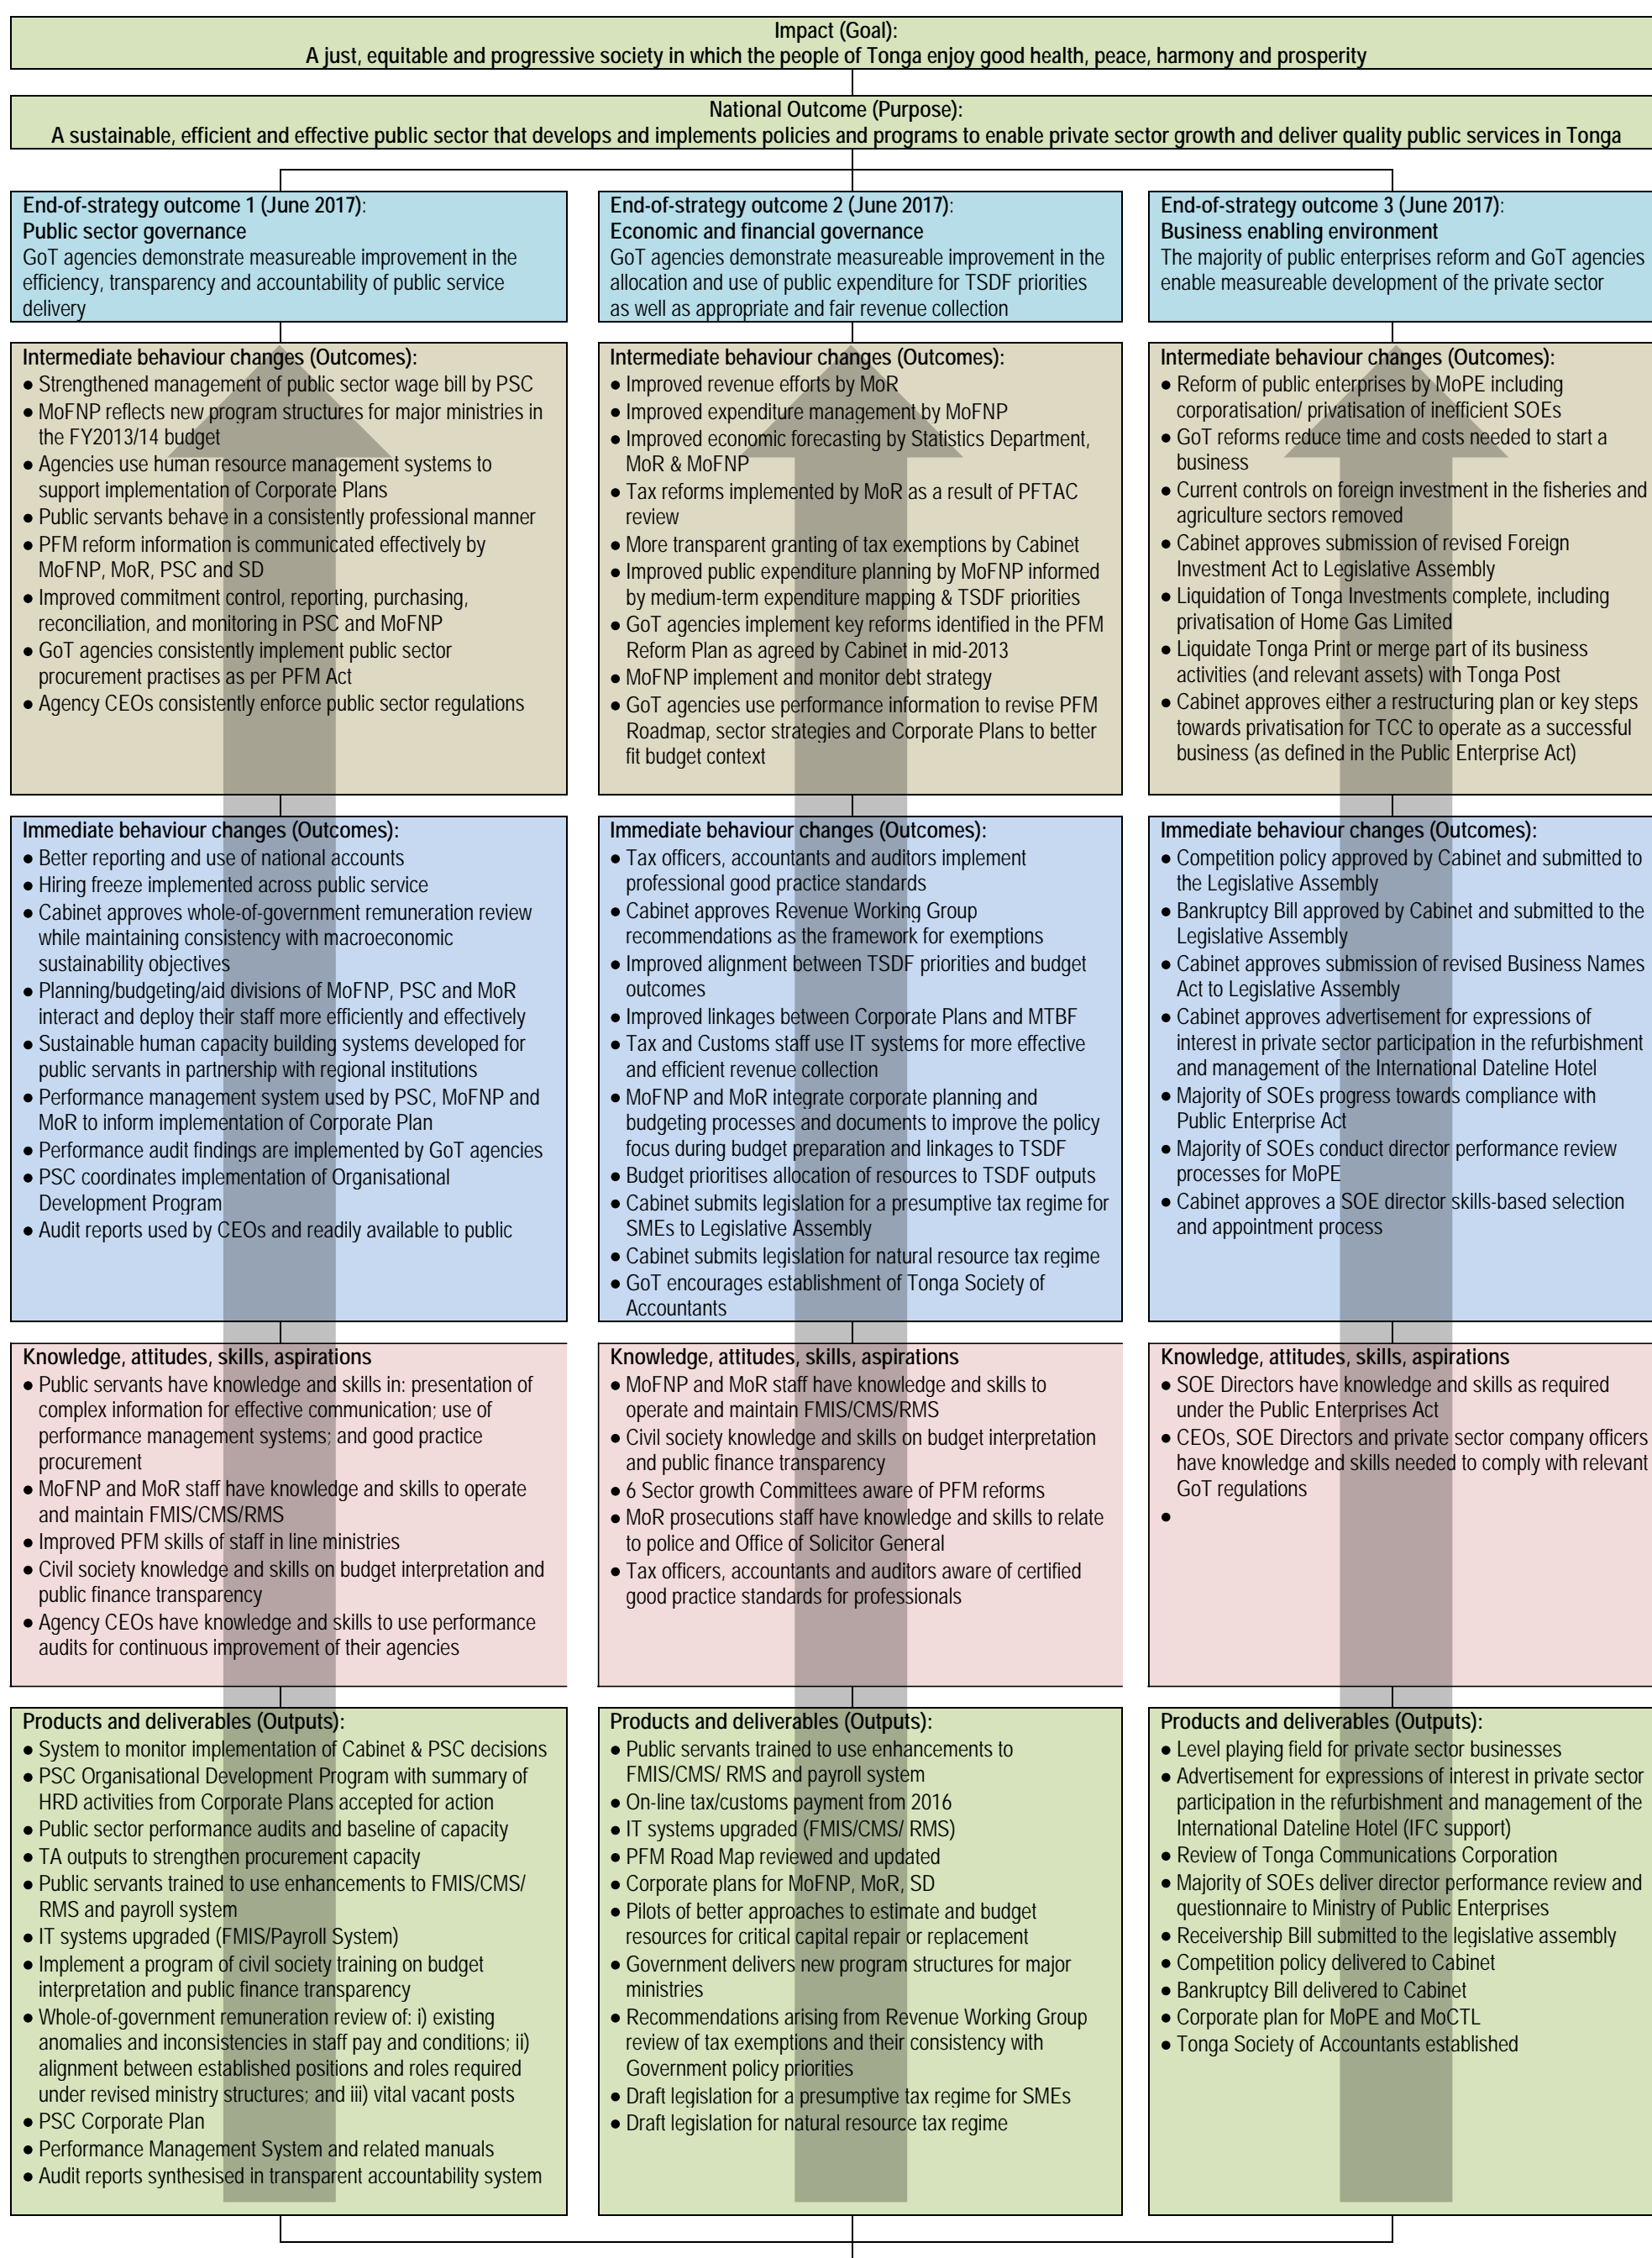 Impact (Goal):
A just, equitable and progressive society in which the people of Tonga enjoy good health, peace, harmony and prosperity
National Outcome (Purpose):
A sustainable, efficient and effective public sector that develops and implements policies and programs to enable private sector growth and deliver quality public services in Tonga
End-of-strategy outcome 1 (June 2017):
Public sector governance
GoT agencies demonstrate measureable improvement in the
efficiency, transparency and accountability of public service
delivery
End-of-strategy outcome 2 (June 2017):
Economic and financial governance
GoT agencies demonstrate measureable improvement in the
allocation and use of public expenditure for TSDF priorities
as well as appropriate and fair revenue collection
End-of-strategy outcome 3 (June 2017):
Business enabling environment
The majority of public enterprises reform and GoT agencies
enable measureable development of the private sector
Intermediate behaviour changes (Outcomes):
● Strengthened management of public sector wage bill by PSC
● MoFNP reflects new program structures for major ministries in
the FY2013/14 budget
● Agencies use human resource management systems to
support implementation of Corporate Plans
● Public servants behave in a consistently professional manner
● PFM reform information is communicated effectively by
MoFNP, MoR, PSC and SD
● Improved commitment control, reporting, purchasing,
reconciliation, and monitoring in PSC and MoFNP
● GoT agencies consistently implement public sector
procurement practises as per PFM Act
● Agency CEOs consistently enforce public sector regulations
Intermediate behaviour changes (Outcomes):
● Improved revenue efforts by MoR
● Improved expenditure management by MoFNP
● Improved economic forecasting by Statistics Department,
MoR & MoFNP
● Tax reforms implemented by MoR as a result of PFTAC
review
● More transparent granting of tax exemptions by Cabinet
● Improved public expenditure planning by MoFNP informed
by medium-term expenditure mapping & TSDF priorities
● GoT agencies implement key reforms identified in the PFM
Reform Plan as agreed by Cabinet in mid-2013
● MoFNP implement and monitor debt strategy
● GoT agencies use performance information to revise PFM
Roadmap, sector strategies and Corporate Plans to better
fit budget context
Intermediate behaviour changes (Outcomes):
● Reform of public enterprises by MoPE including
corporatisation/ privatisation of inefficient SOEs
● GoT reforms reduce time and costs needed to start a
business
● Current controls on foreign investment in the fisheries and
agriculture sectors removed
● Cabinet approves submission of revised Foreign
Investment Act to Legislative Assembly
● Liquidation of Tonga Investments complete, including
privatisation of Home Gas Limited
● Liquidate Tonga Print or merge part of its business
activities (and relevant assets) with Tonga Post
● Cabinet approves either a restructuring plan or key steps
towards privatisation for TCC to operate as a successful
business (as defined in the Public Enterprise Act)
Immediate behaviour changes (Outcomes):
● Better reporting and use of national accounts
● Hiring freeze implemented across public service
● Cabinet approves whole-of-government remuneration review
while maintaining consistency with macroeconomic
sustainability objectives
● Planning/budgeting/aid divisions of MoFNP, PSC and MoR
interact and deploy their staff more efficiently and effectively
● Sustainable human capacity building systems developed for
public servants in partnership with regional institutions
● Performance management system used by PSC, MoFNP and
MoR to inform implementation of Corporate Plan
● Performance audit findings are implemented by GoT agencies
● PSC coordinates implementation of Organisational
Development Program
● Audit reports used by CEOs and readily available to public
Immediate behaviour changes (Outcomes):
● Tax officers, accountants and auditors implement
professional good practice standards
● Cabinet approves Revenue Working Group
recommendations as the framework for exemptions
● Improved alignment between TSDF priorities and budget
outcomes
● Improved linkages between Corporate Plans and MTBF
● Tax and Customs staff use IT systems for more effective
and efficient revenue collection
● MoFNP and MoR integrate corporate planning and
budgeting processes and documents to improve the policy
focus during budget preparation and linkages to TSDF
● Budget prioritises allocation of resources to TSDF outputs
● Cabinet submits legislation for a presumptive tax regime for
SMEs to Legislative Assembly
● Cabinet submits legislation for natural resource tax regime
● GoT encourages establishment of Tonga Society of
Accountants
Immediate behaviour changes (Outcomes):
● Competition policy approved by Cabinet and submitted to
the Legislative Assembly
● Bankruptcy Bill approved by Cabinet and submitted to the
Legislative Assembly
● Cabinet approves submission of revised Business Names
Act to Legislative Assembly
● Cabinet approves advertisement for expressions of
interest in private sector participation in the refurbishment
and management of the International Dateline Hotel
● Majority of SOEs progress towards compliance with
Public Enterprise Act
● Majority of SOEs conduct director performance review
processes for MoPE
● Cabinet approves a SOE director skills-based selection
and appointment process
Knowledge, attitudes, skills, aspirations
● Public servants have knowledge and skills in: presentation of
complex information for effective communication; use of
performance management systems; and good practice
procurement
● MoFNP and MoR staff have knowledge and skills to operate
and maintain FMIS/CMS/RMS
● Improved PFM skills of staff in line ministries
● Civil society knowledge and skills on budget interpretation and
public finance transparency
● Agency CEOs have knowledge and skills to use performance
audits for continuous improvement of their agencies
Knowledge, attitudes, skills, aspirations
● MoFNP and MoR staff have knowledge and skills to
operate and maintain FMIS/CMS/RMS
● Civil society knowledge and skills on budget interpretation
and public finance transparency
● 6 Sector growth Committees aware of PFM reforms
● MoR prosecutions staff have knowledge and skills to relate
to police and Office of Solicitor General
● Tax officers, accountants and auditors aware of certified
good practice standards for professionals
Knowledge, attitudes, skills, aspirations
● SOE Directors have knowledge and skills as required
under the Public Enterprises Act
● CEOs, SOE Directors and private sector company officers
have knowledge and skills needed to comply with relevant
GoT regulations
●
Products and deliverables (Outputs):
● System to monitor implementation of Cabinet & PSC decisions
● PSC Organisational Development Program with summary of
HRD activities from Corporate Plans accepted for action
● Public sector performance audits and baseline of capacity
● TA outputs to strengthen procurement capacity
● Public servants trained to use enhancements to FMIS/CMS/
RMS and payroll system
● IT systems upgraded (FMIS/Payroll System)
● Implement a program of civil society training on budget
interpretation and public finance transparency
● Whole-of-government remuneration review of: i) existing
anomalies and inconsistencies in staff pay and conditions; ii)
alignment between established positions and roles required
under revised ministry structures; and iii) vital vacant posts
● PSC Corporate Plan
● Performance Management System and related manuals
● Audit reports synthesised in transparent accountability system
Products and deliverables (Outputs):
● Public servants trained to use enhancements to
FMIS/CMS/ RMS and payroll system
● On-line tax/customs payment from 2016
● IT systems upgraded (FMIS/CMS/ RMS)
● PFM Road Map reviewed and updated
● Corporate plans for MoFNP, MoR, SD
● Pilots of better approaches to estimate and budget
resources for critical capital repair or replacement
● Government delivers new program structures for major
ministries
● Recommendations arising from Revenue Working Group
review of tax exemptions and their consistency with
Government policy priorities
● Draft legislation for a presumptive tax regime for SMEs
● Draft legislation for natural resource tax regime
Products and deliverables (Outputs):
● Level playing field for private sector businesses
● Advertisement for expressions of interest in private sector
participation in the refurbishment and management of the
International Dateline Hotel (IFC support)
● Review of Tonga Communications Corporation
● Majority of SOEs deliver director performance review and
questionnaire to Ministry of Public Enterprises
● Receivership Bill submitted to the legislative assembly
● Competition policy delivered to Cabinet
● Bankruptcy Bill delivered to Cabinet
● Corporate plan for MoPE and MoCTL
● Tonga Society of Accountants established